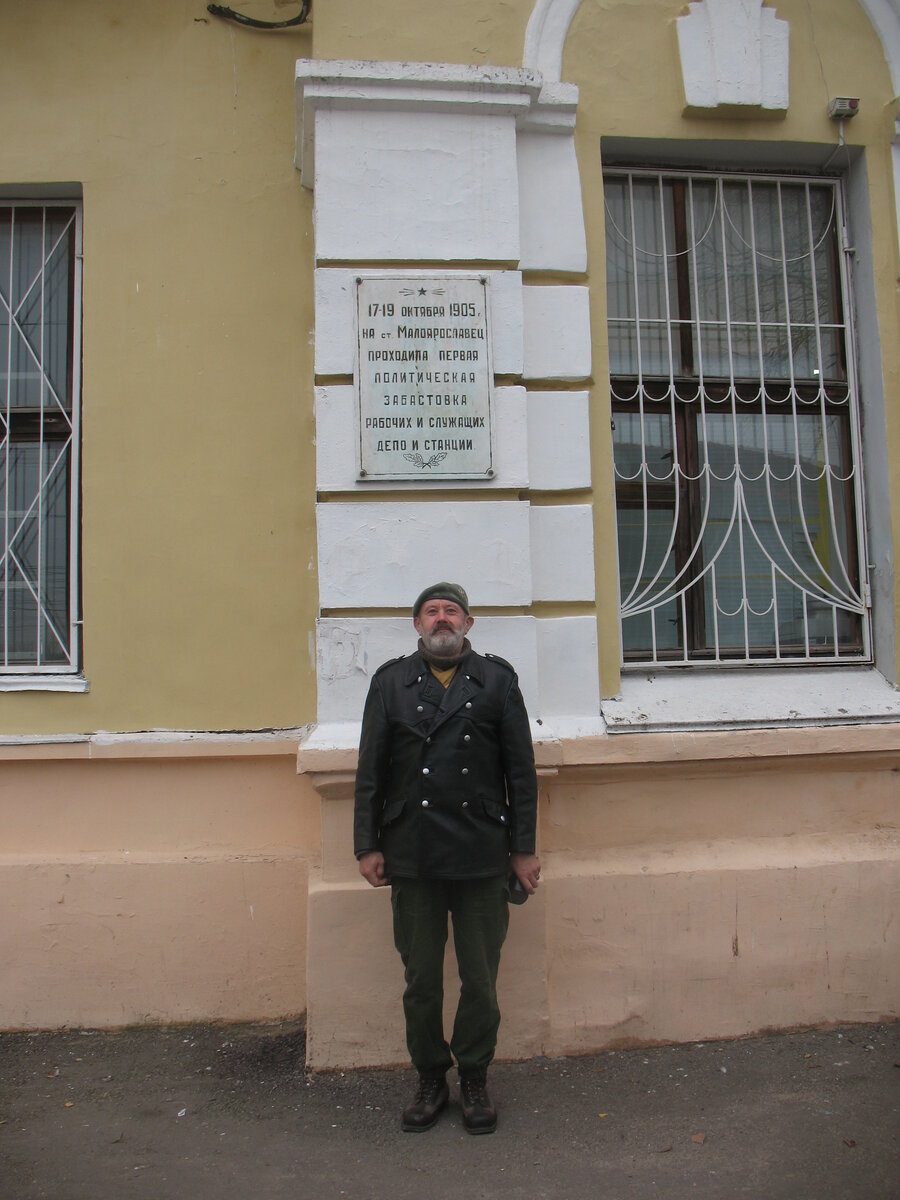 17-19 октября 1905 г.
на ст. Малоярославец
проходила первая
политическая
забастовка
рабочих и служащих
депо и станции